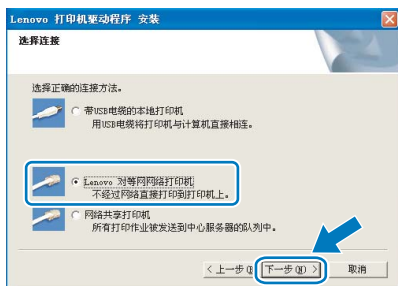 Lenovo 打印机驱动程序 安装
选择连接
选择正确的连接方法。
带USB电缆的本地打印机
用USB电缆将打印机与计算机直接相连。
Lenovo 对等网网络打印机
不经过网络直接打印到打印机上。
网络共享打印机
所有打印作业被发送到中心服务器的队列中。
< 上一步(B 下一步(N) > 取消